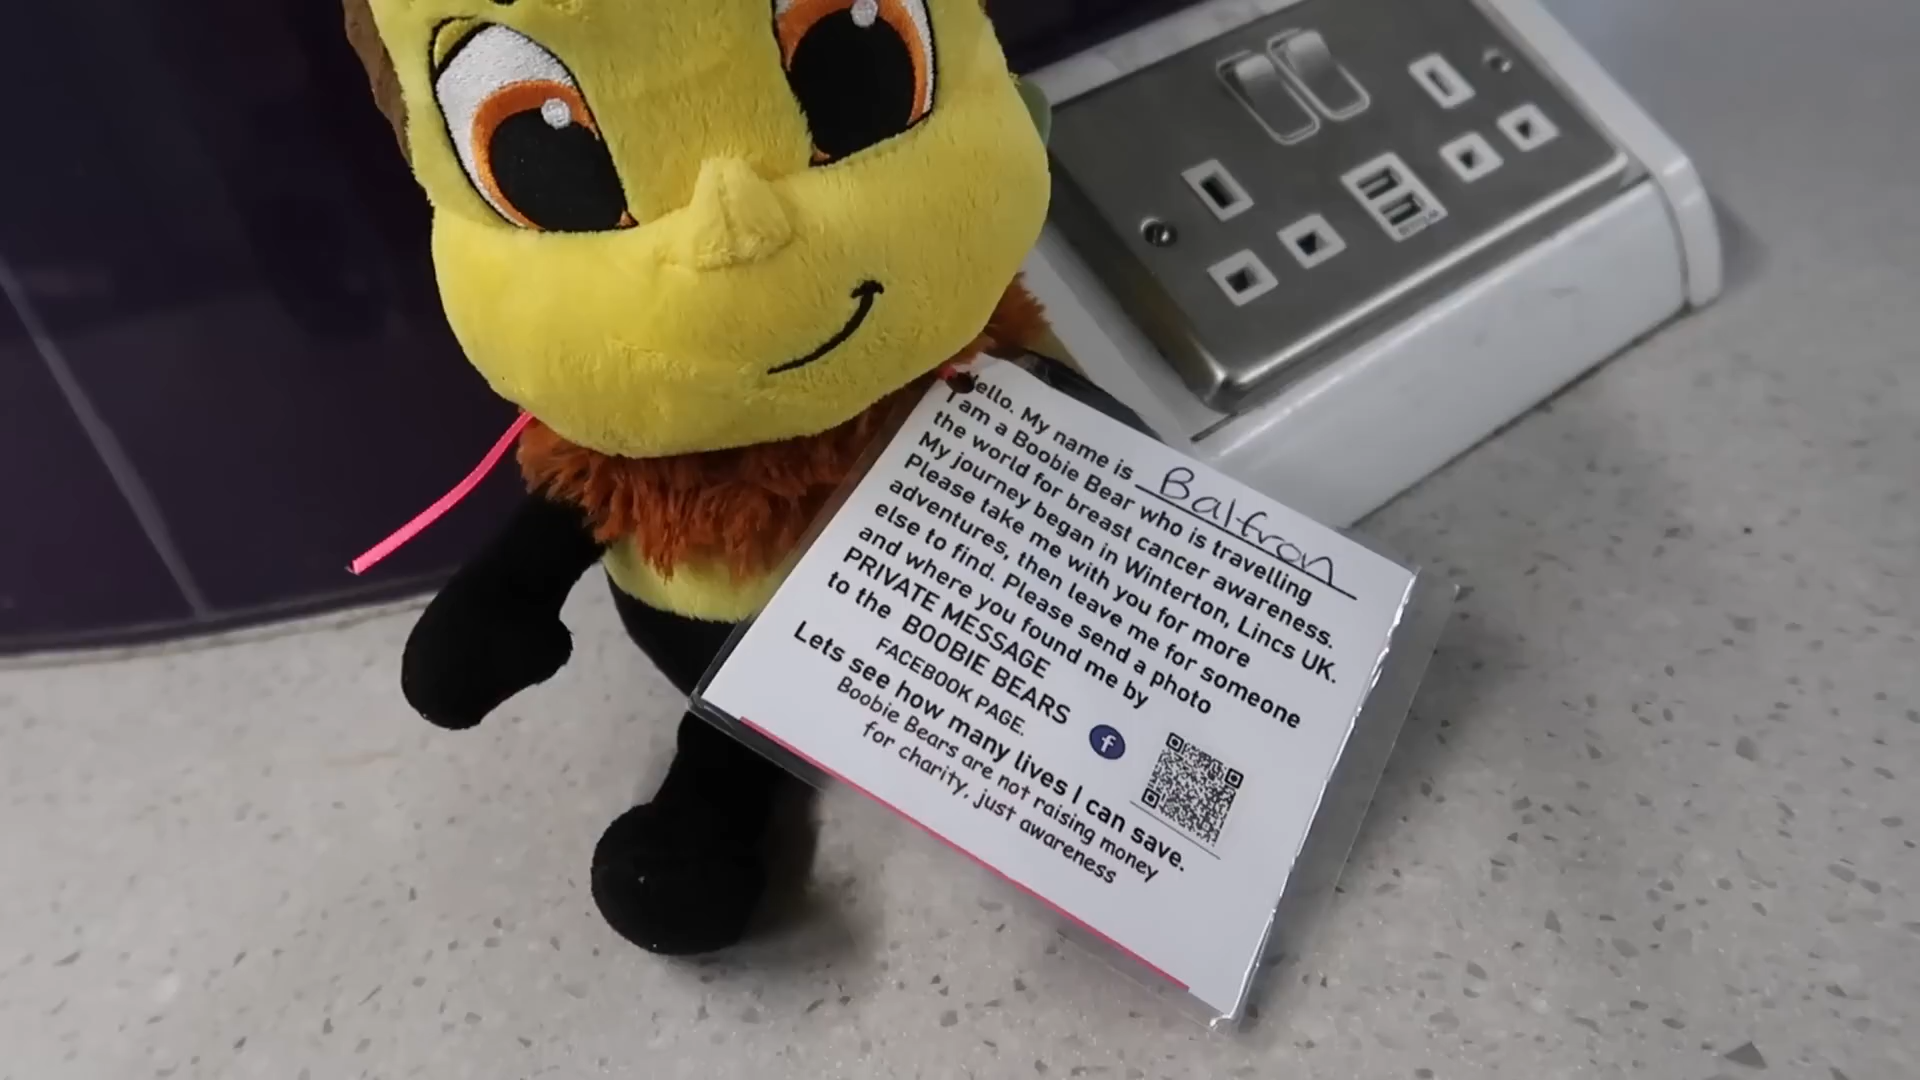 Hello. My name is Balfron
I am a Boobie Bear who is travelling
the world for breast cancer awareness.
My journey began in Winterton, Lincs UK.
Please take me with you for more
adventures, then leave me for someone
else to find. Please send a photo
and where you found me by
PRIVATE MESSAGE
to the BOOBIE BEARS
FACEBOOK PAGE.
f
Lets see how many lives I can save.
Boobie Bears are not raising money
for charity, just awareness